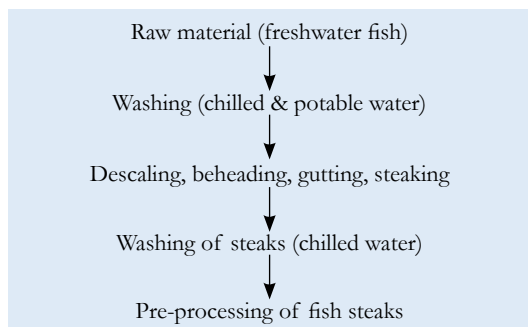 Raw material (freshwater fish)
Washing (chilled & potable water)
Descaling, beheading, gutting, steaking
Washing of steaks (chilled water)
Pre-processing of fish steaks